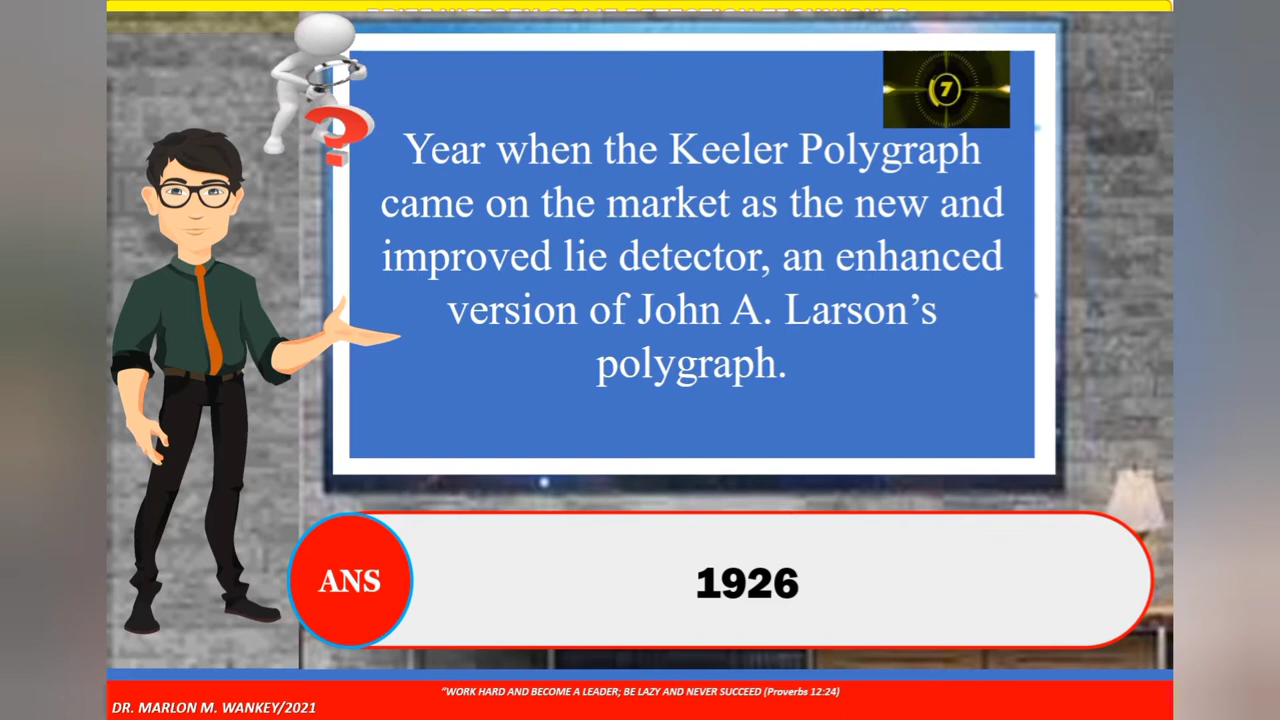 7
Year when the Keeler Polygraph
came on the market as the new and
improved lie detector, an enhanced
version of John A. Larson’s
polygraph.
ANS
1926
“WORK HARD AND BECOME A LEADER; BE LAZY AND NEVER SUCCEED (Proverbs 12:24)
DR. MARLON M. WANKEY/2021